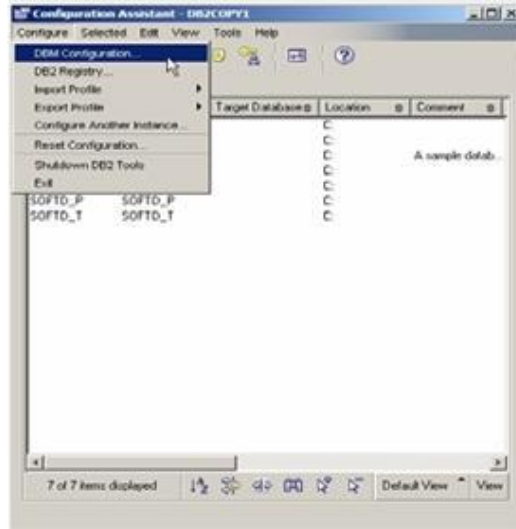 Configuration Assistant - DB2COPY1
Configure Selected Edit View Tools Help
DBM Configuration...
DB2 Registry...
Import Profile
Export Profile
Configure Another Instance...
Reset Configuration...
Shutdown DB2 Tools
Exit
Target Database Location Comment
C:
C:
C: A sample datab...
C:
C:
SOFTD_P SOFTD_P C:
SOFTD_T SOFTD_T C:
7 of 7 items displayed Default View View